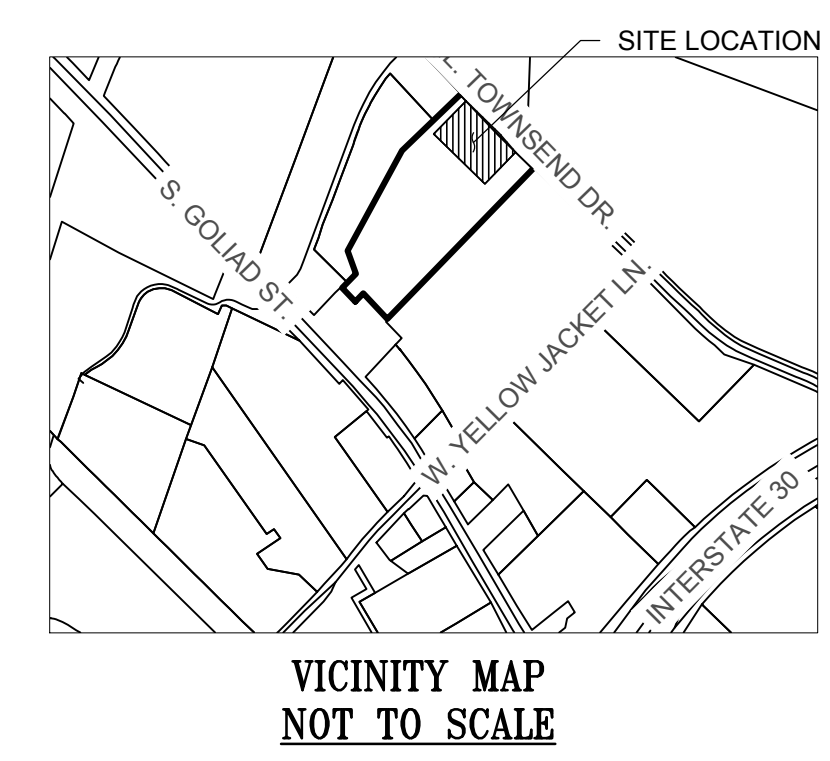 SITE LOCATION
L. TOWNSEND DR.
S. GOLIAD ST.
W. YELLOW JACKET LN.
INTERSTATE 30
VICINITY MAP
NOT TO SCALE